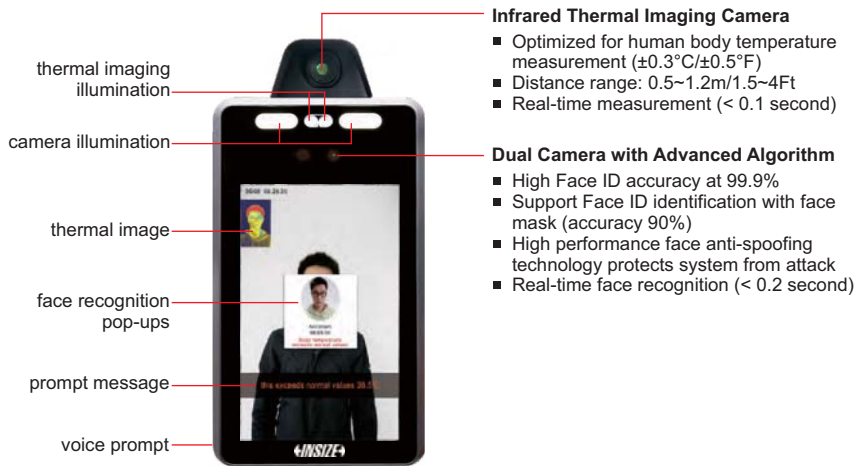 Infrared Thermal Imaging Camera
■ Optimized for human body temperature
measurement (±0.3°C/±0.5°F)
■ Distance range: 0.5~1.2m/1.5~4Ft
■ Real-time measurement (< 0.1 second)
Dual Camera with Advanced Algorithm
■ High Face ID accuracy at 99.9%
■ Support Face ID identification with face
mask (accuracy 90%)
■ High performance face anti-spoofing
technology protects system from attack
■ Real-time face recognition (< 0.2 second)
thermal imaging
illumination
camera illumination
thermal image
face recognition
pop-ups
prompt message
voice prompt
this exceeds normal values
INSIZE